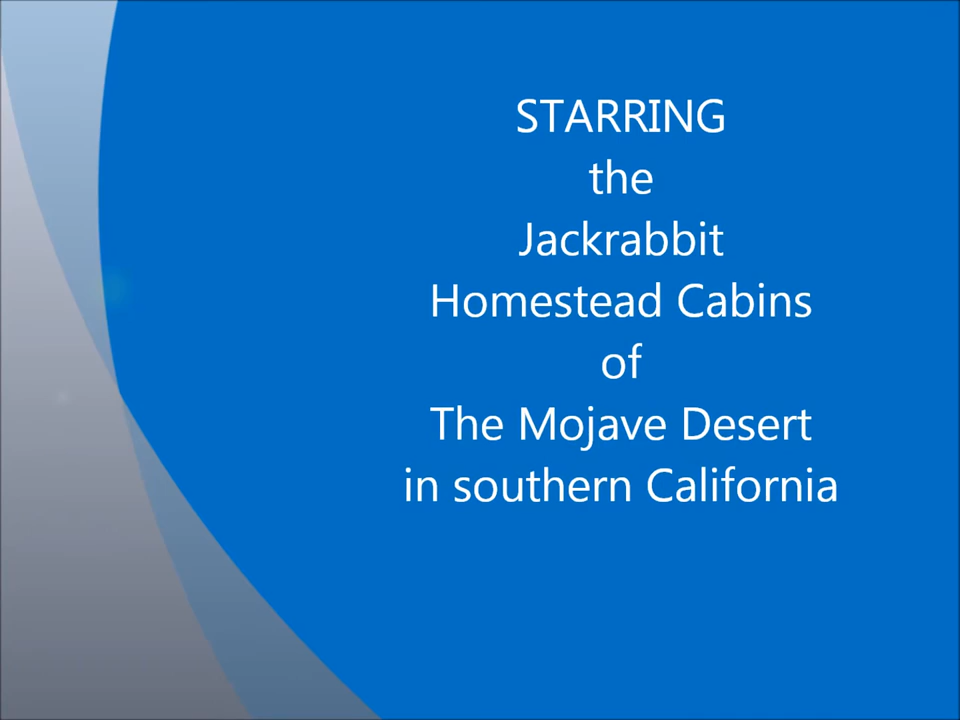 STARRING
the
Jackrabbit
Homestead Cabins
of
The Mojave Desert
in southern California